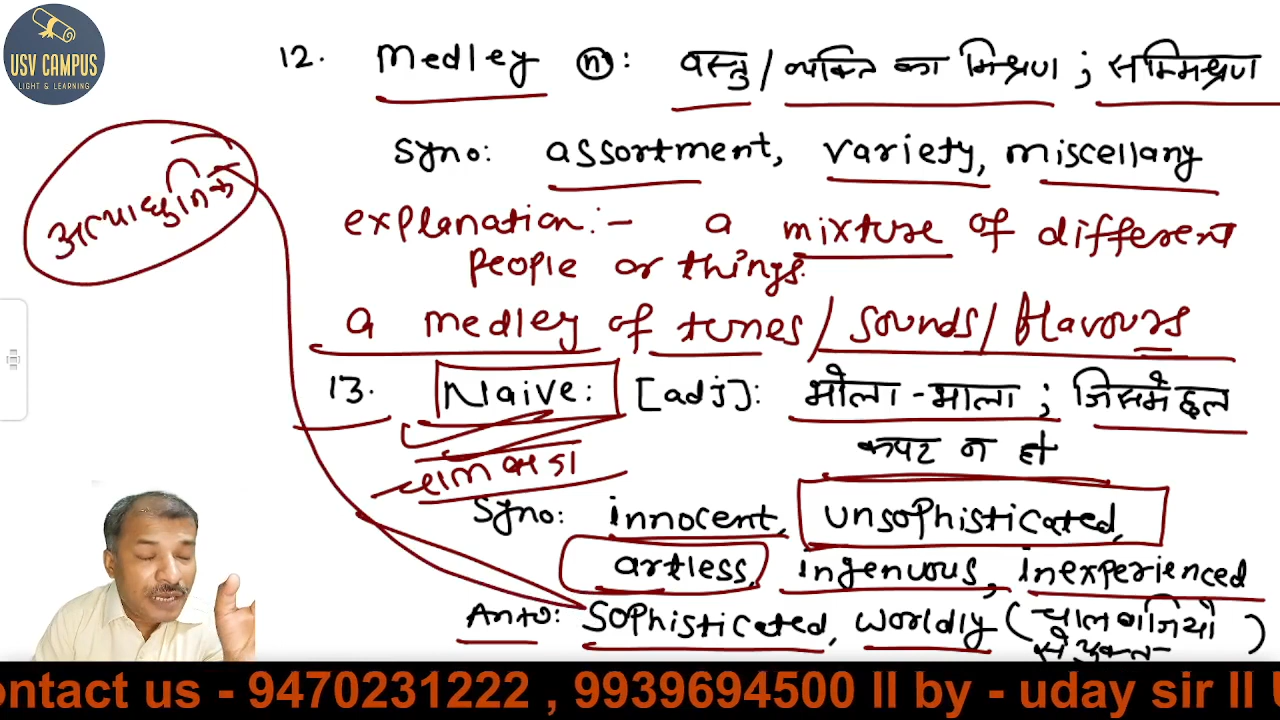 USV CAMPUS
LIGHT & LEARNING
12. Medley (n): वस्तु / व्यक्ति का मिश्रण ; सम्मिश्रण
Syno: assortment, variety, miscellany
explanation:- a mixture of different
people or things.
a medley of tunes / sounds / flavours
अत्याधुनिक
13. Naive: [adj]: भोला - भाला ; जिसमें छल
कपट न हो
Syno: innocent, unsophisticated,
artless, ingenuous, inexperienced
Anto: Sophisticated, worldly (चालबाजियों
से युक्त )
ontact us - 9470231222 , 9939694500 ll by - uday sir ll U